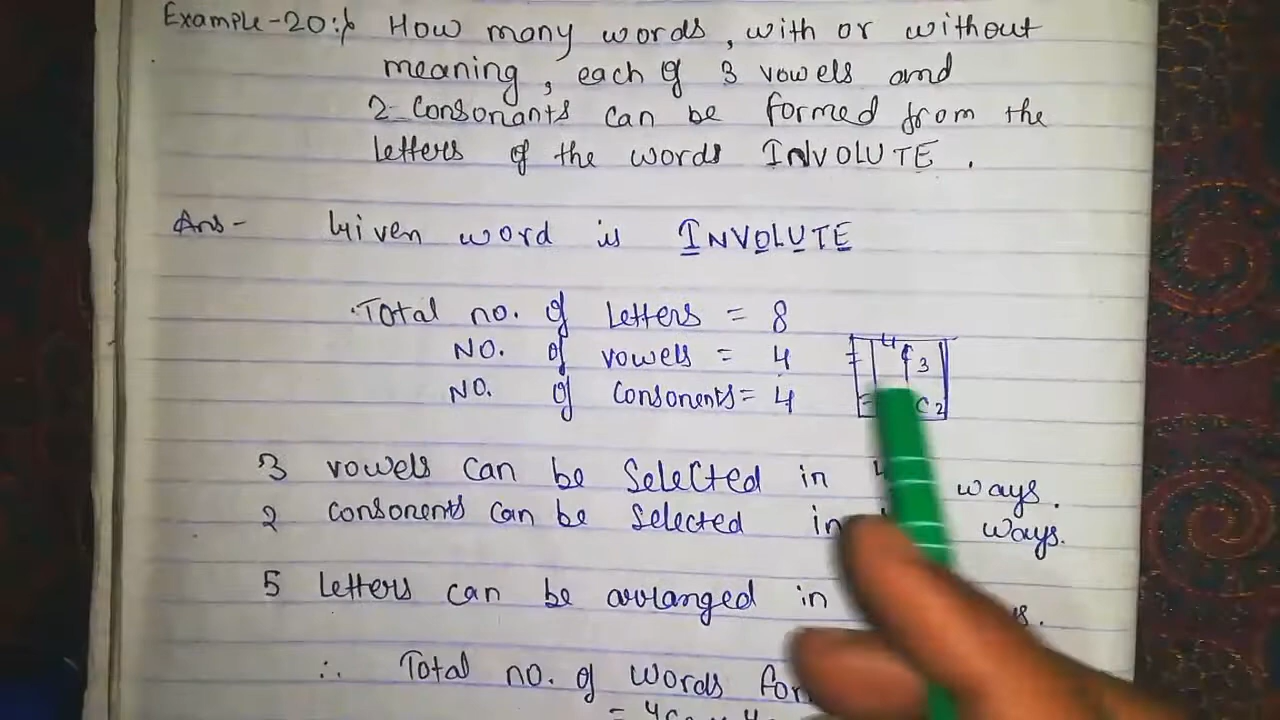 Example-20:
How many words, with or without
meaning, each of 3 vowels and
2 Consonants can be formed from the
letters of the words INVOLUTE.
Ans- Given word is INVOLUTE
Total no. of Letters = 8
NO. of vowels = 4
NO. of Consonents = 4
3 vowels can be Selected in ways.
2 consonents can be selected in ways.
5 letters can be arranged in
∴ Total no. of words